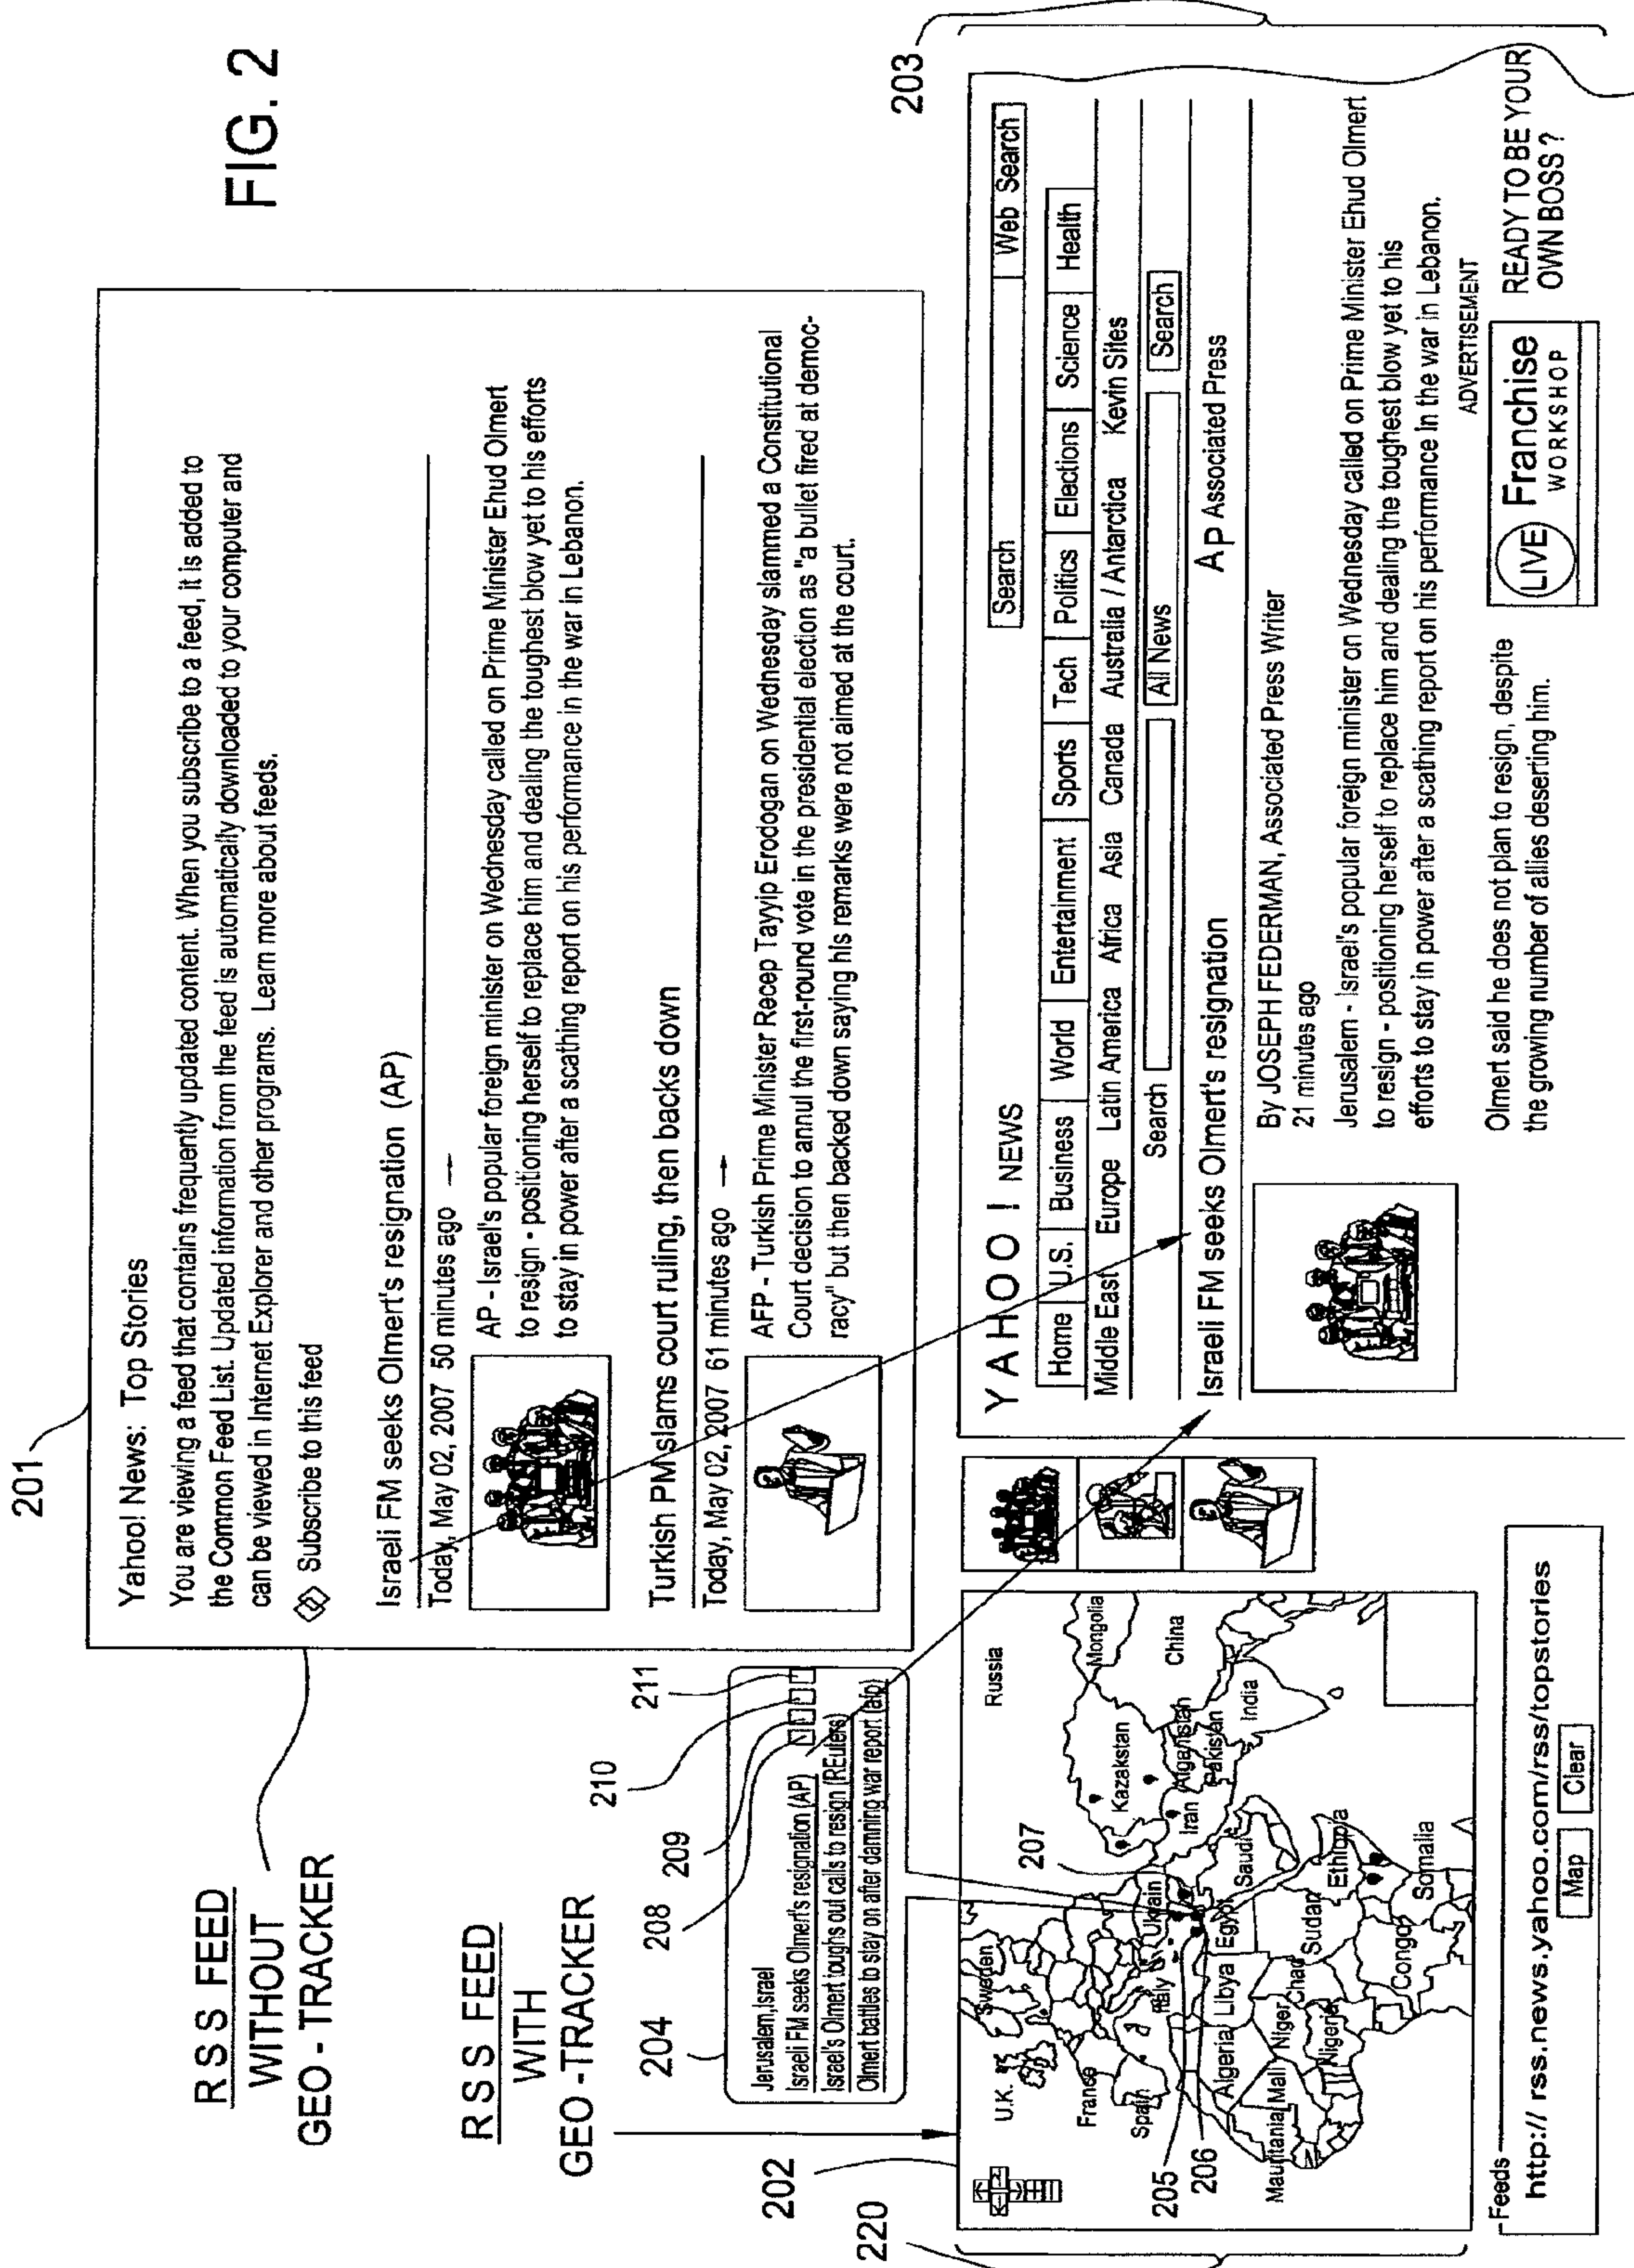 FIG. 2
201
Yahoo! News: Top Stories
You are viewing a feed that contains frequently updated content. When you subscribe to a feed, it is added to
the Common Feed List. Updated information from the feed is automatically downloaded to your computer and
can be viewed in Internet Explorer and other programs. Learn more about feeds.
Subscribe to this feed
Israeli FM seeks Olmert's resignation (AP)
Today, May 02, 2007 50 minutes ago →
AP - Israel's popular foreign minister on Wednesday called on Prime Minister Ehud Olmert
to resign - positioning herself to replace him and dealing the toughest blow yet to his efforts
to stay in power after a scathing report on his performance in the war in Lebanon.
Turkish PM slams court ruling, then backs down
Today, May 02, 2007 61 minutes ago →
AFP - Turkish Prime Minister Recep Tayyip Erodogan on Wednesday slammed a Constitutional
Court decision to annul the first-round vote in the presidential election as "a bullet fired at democ-
racy" but then backed down saying his remarks were not aimed at the court.
RSS FEED
WITHOUT
GEO - TRACKER
RSS FEED
WITH
GEO -TRACKER
204
208
209
210
211
Jerusalem,Israel
Israeli FM seeks Olmert's resignation (AP)
Israel's Olmert toughs out calls to resign (REuters)
Olmert battles to stay on after damning war report (afp)
202
220
205
206
207
U.K.
Sweden
Russia
France
Spain
Italy
Ukrain
Kazakstan
Mongolia
China
Iran
Afganistah
Pakistan
India
Saudi
Algeria
Libya
Egypt
Mauritania
Mali
Niger
Chad
Sudan
Ethiopia
Nigeria
Congo
Somalia
Feeds
http:// rss.news.yahoo.com/rss/topstories
Map
Clear
203
YAHOO! NEWS
Search
Web Search
Home U.S. Business World Entertainment Sports Tech Politics Elections Science Health
Middle East Europe Latin America Africa Asia Canada Australia / Antarctica Kevin Sites
Search
All News
Search
Israeli FM seeks Olmert's resignation
AP Associated Press
By JOSEPH FEDERMAN, Associated Press Writer
21 minutes ago
Jerusalem - Israel's popular foreign minister on Wednesday called on Prime Minister Ehud Olmert
to resign - positioning herself to replace him and dealing the toughest blow yet to his
efforts to stay in power after a scathing report on his performance in the war in Lebanon.
ADVERTISEMENT
Olmert said he does not plan to resign, despite
the growing number of allies deserting him.
LIVE Franchise
WORKSHOP
READY TO BE YOUR
OWN BOSS ?